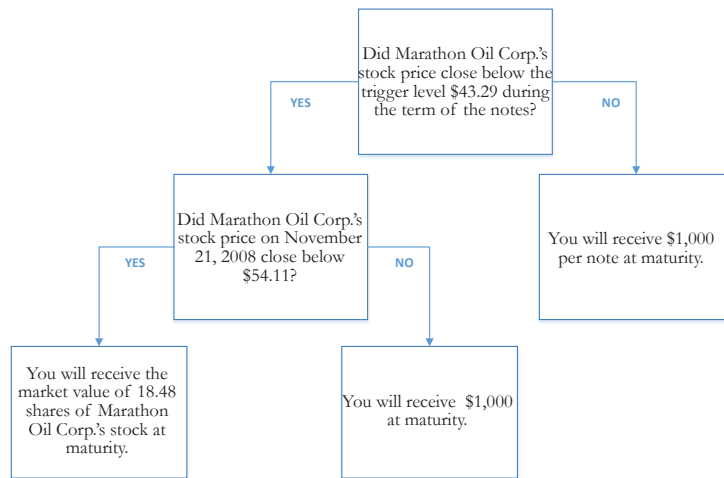 Did Marathon Oil Corp.'s
stock price close below the
trigger level $43.29 during
the term of the notes?
YES
NO
Did Marathon Oil Corp.'s
stock price on November
21, 2008 close below
$54.11?
You will receive $1,000
per note at maturity.
YES
NO
You will receive the
market value of 18.48
shares of Marathon
Oil Corp.'s stock at
maturity.
You will receive $1,000
at maturity.